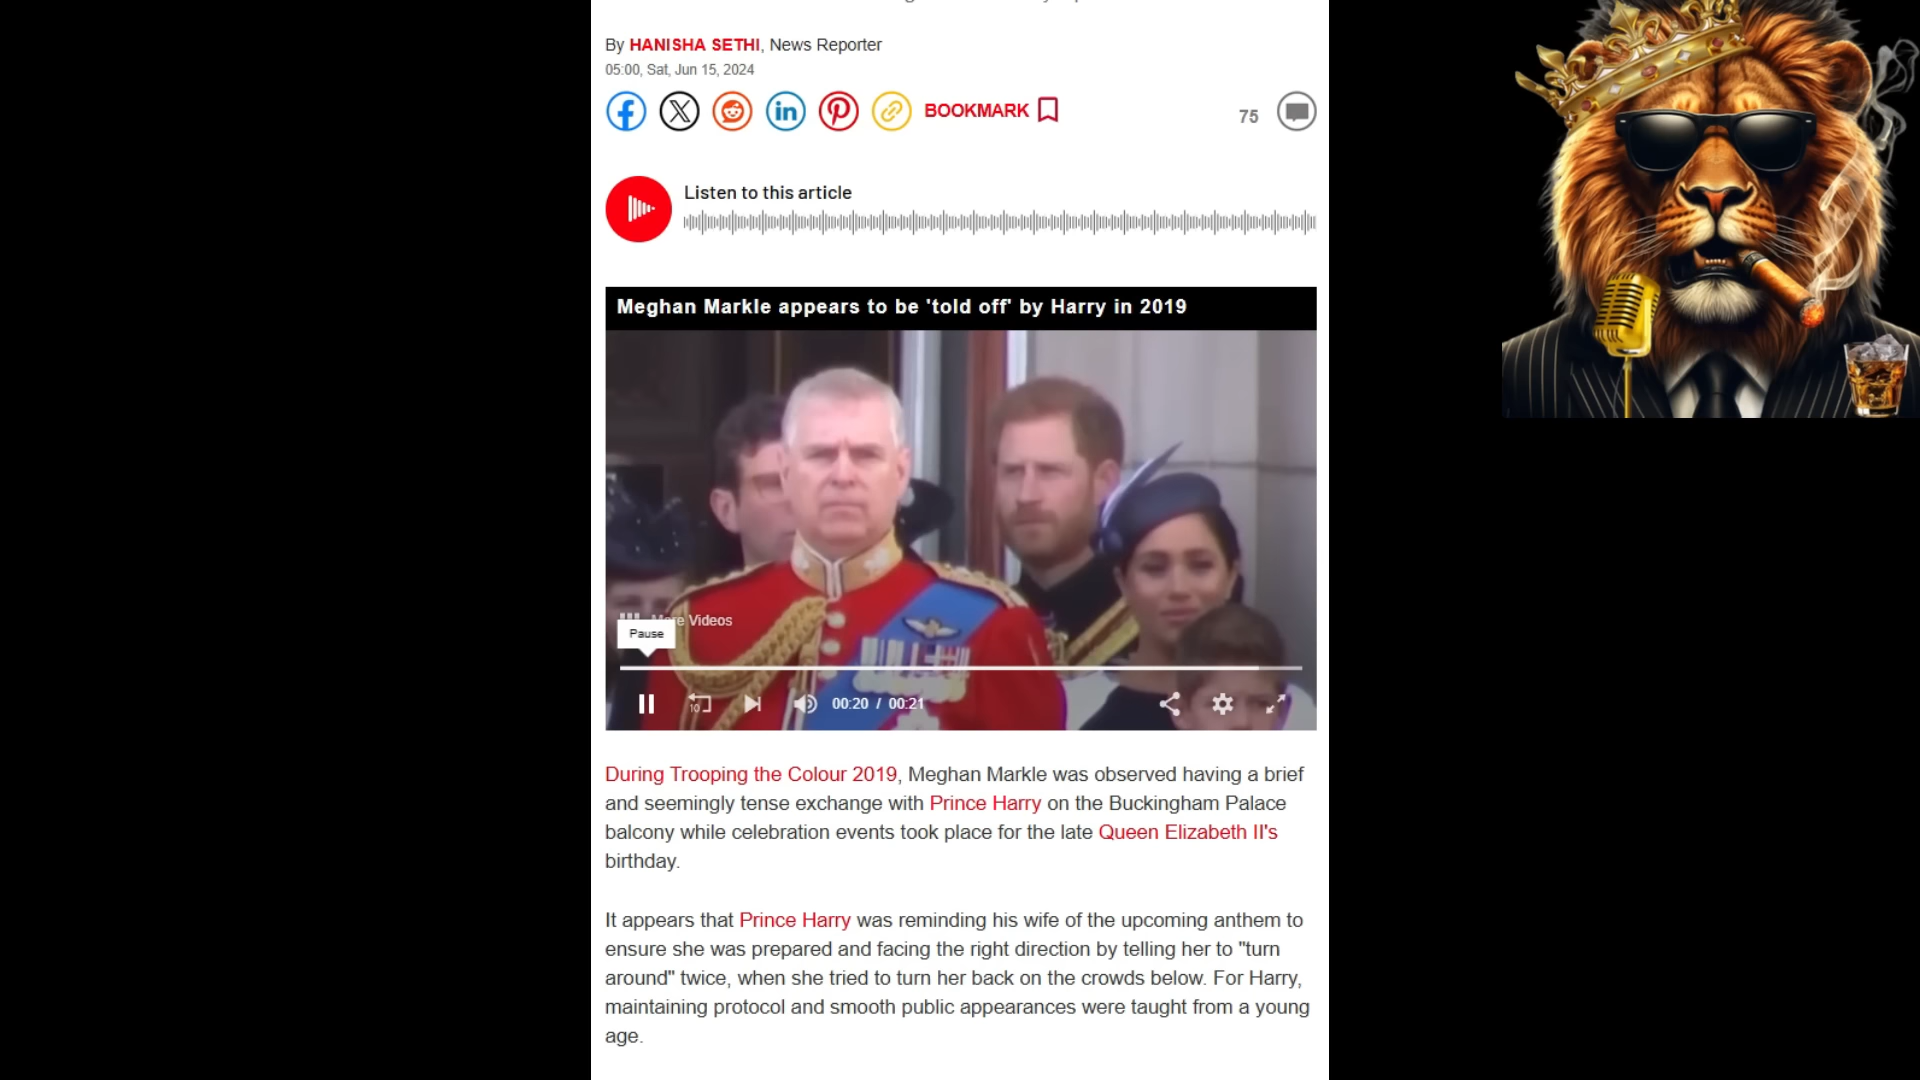 By HANISHA SETHI, News Reporter
05:00, Sat, Jun 15, 2024
BOOKMARK
75
Listen to this article
Meghan Markle appears to be 'told off' by Harry in 2019
More Videos
Pause
10
00:20 / 00:21
During Trooping the Colour 2019, Meghan Markle was observed having a brief
and seemingly tense exchange with Prince Harry on the Buckingham Palace
balcony while celebration events took place for the late Queen Elizabeth II's
birthday.
It appears that Prince Harry was reminding his wife of the upcoming anthem to
ensure she was prepared and facing the right direction by telling her to "turn
around" twice, when she tried to turn her back on the crowds below. For Harry,
maintaining protocol and smooth public appearances were taught from a young
age.